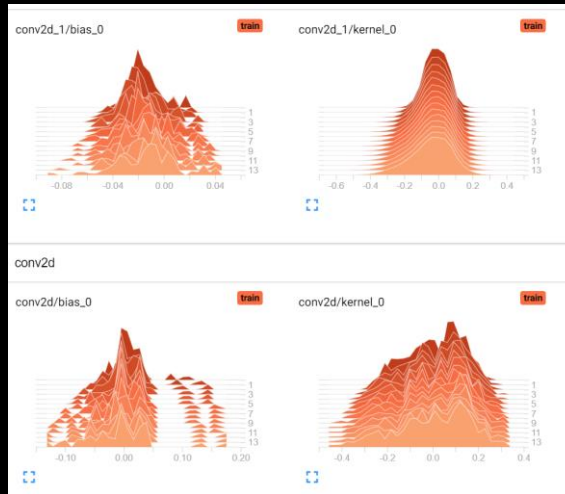 conv2d_1/bias_0
train
1
3
5
7
9
11
13
-0.08 -0.04 0.00 0.04
conv2d_1/kernel_0
train
1
3
5
7
9
11
13
-0.6 -0.4 -0.2 0.0 0.2 0.4
conv2d
conv2d/bias_0
train
1
3
5
7
9
11
13
-0.10 0.00 0.10 0.20
conv2d/kernel_0
train
1
3
5
7
9
11
13
-0.4 -0.2 0.0 0.2 0.4